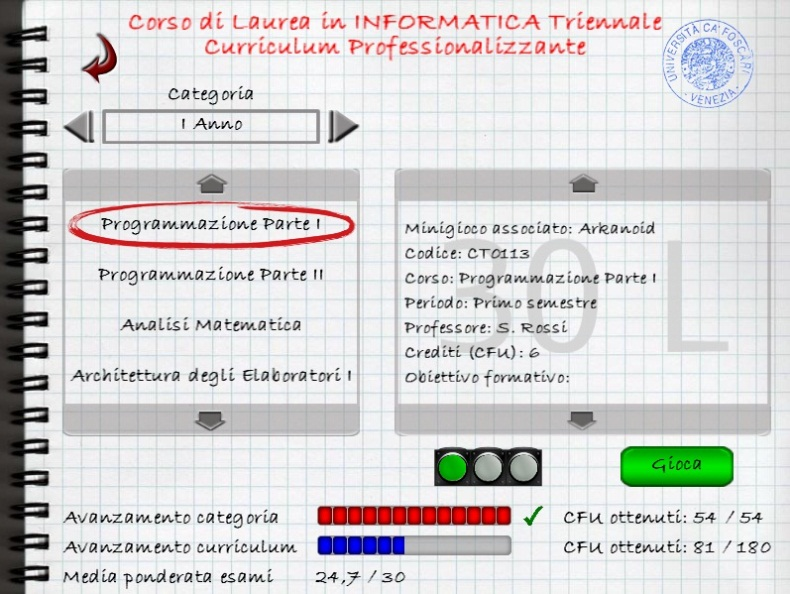 Corso di Laurea in INFORMATICA Triennale
Curriculum Professionalizzante
UNIVERSITÀ CA' FOSCARI
· VENEZIA ·
Categoria
I Anno
Programmazione Parte I
Programmazione Parte II
Analisi Matematica
Architettura degli Elaboratori I
30 L
Minigioco associato: Arkanoid
Codice: CT0113
Corso: Programmazione Parte I
Periodo: Primo semestre
Professore: S. Rossi
Crediti (CFU): 6
Obiettivo formativo:
Gioca
Avanzamento categoria CFU ottenuti: 54 / 54
Avanzamento curriculum CFU ottenuti: 81 / 180
Media ponderata esami 24,7 / 30